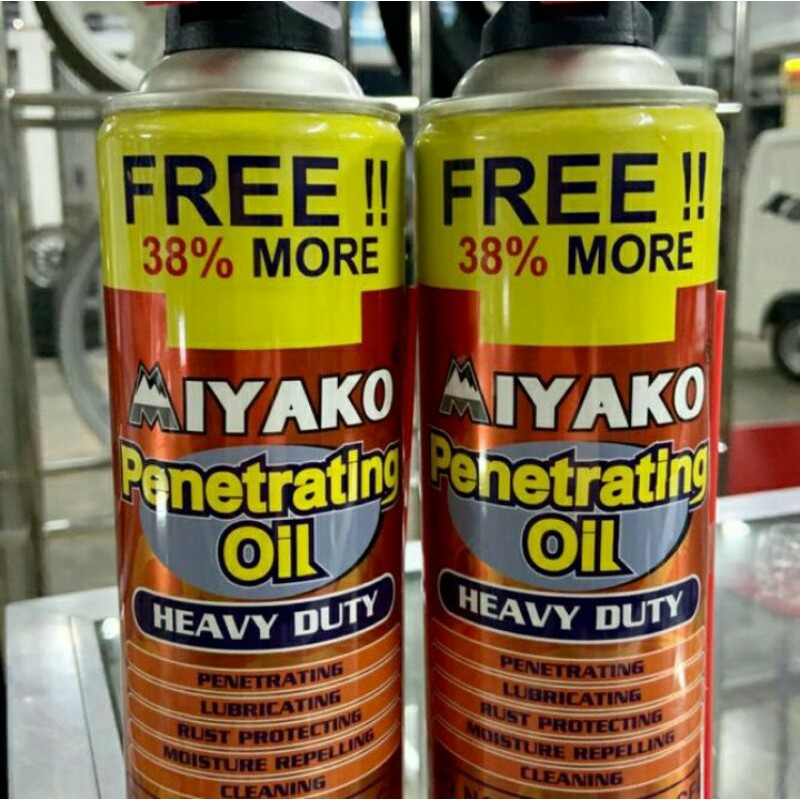 FREE !!
38% MORE
MIYAKO
Penetrating
Oil
HEAVY DUTY
PENETRATING
LUBRICATING
RUST PROTECTING
MOISTURE REPELLING
CLEANING
FREE !!
38% MORE
MIYAKO
Penetrating
Oil
HEAVY DUTY
PENETRATING
LUBRICATING
RUST PROTECTING
MOISTURE REPELLING
CLEANING